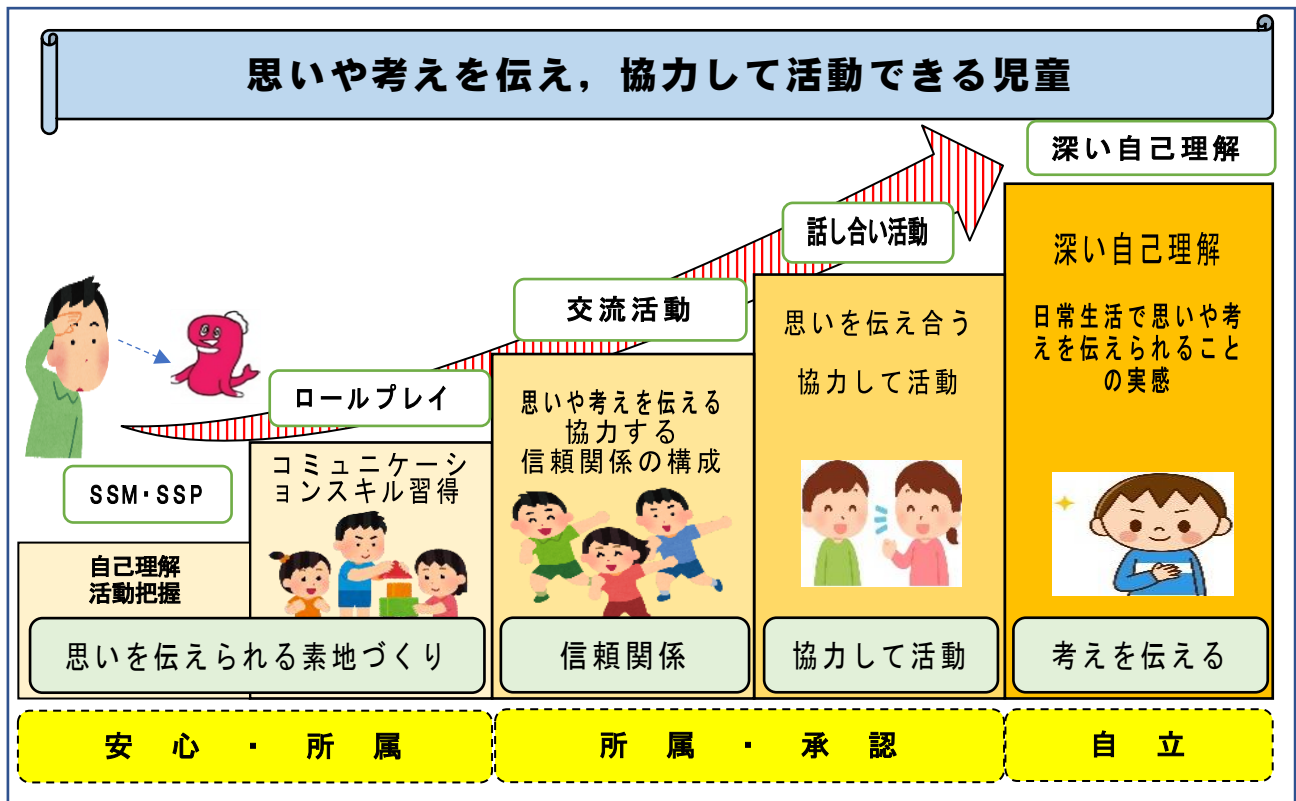 思いや考えを伝え，協力して活動できる児童
深い自己理解
話し合い活動
交流活動
ロールプレイ
SSM・SSP
自己理解
活動把握
コミュニケーシ
ョンスキル習得
思いや考えを伝える
協力する
信頼関係の構成
思いを伝え合う
協力して活動
深い自己理解
日常生活で思いや考
えを伝えられること
の実感
思いを伝えられる素地づくり
信頼関係
協力して活動
考えを伝える
安心・所属
所属・承認
自立